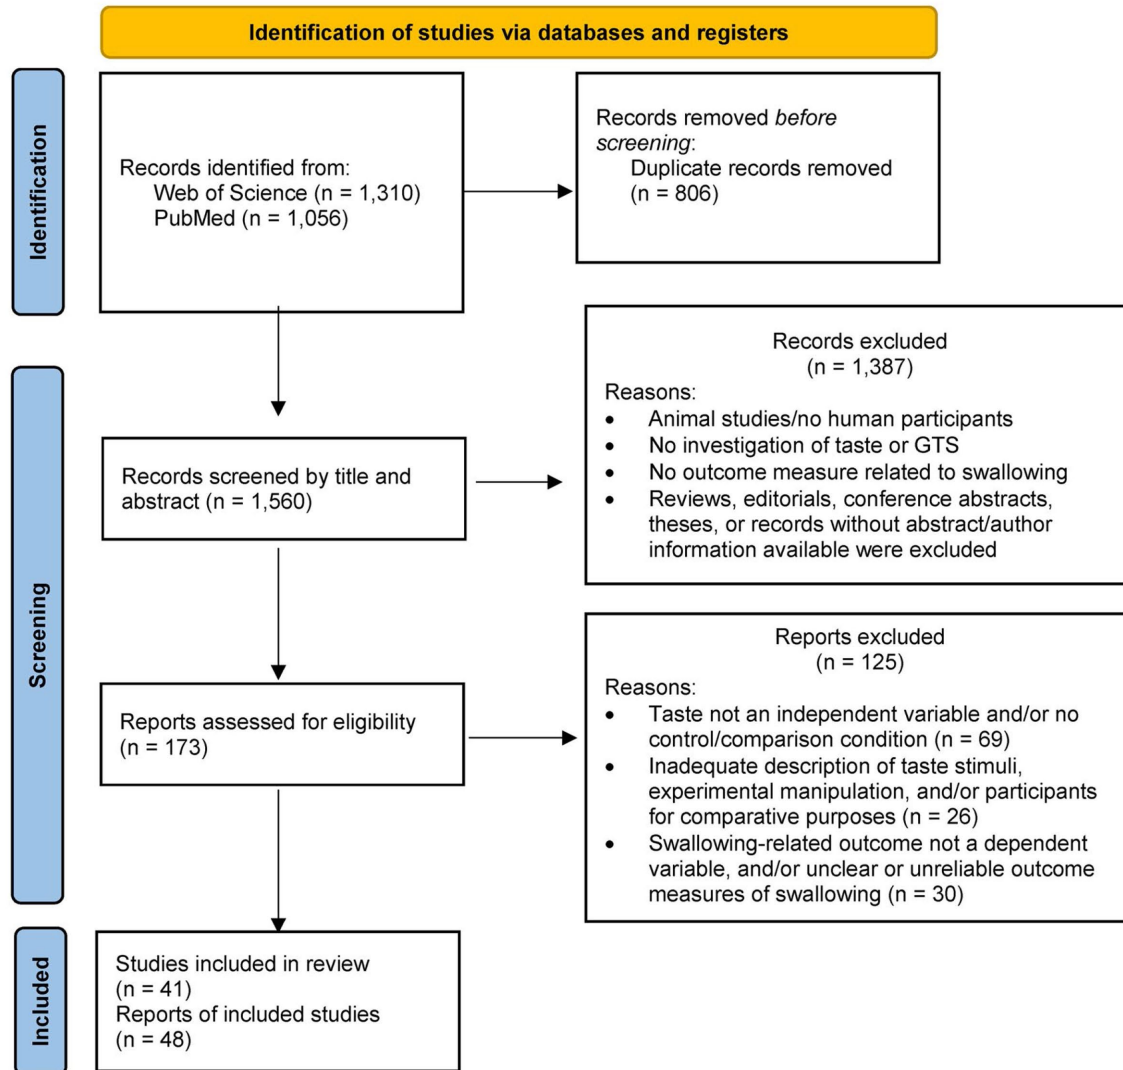 Identification of studies via databases and registers
Identification
Records identified from:
Web of Science (n = 1,310)
PubMed (n = 1,056)
Records removed before
screening:
Duplicate records removed
(n = 806)
Screening
Records screened by title and
abstract (n = 1,560)
Records excluded
(n = 1,387)
Reasons:
• Animal studies/no human participants
• No investigation of taste or GTS
• No outcome measure related to swallowing
• Reviews, editorials, conference abstracts,
theses, or records without abstract/author
information available were excluded
Reports assessed for eligibility
(n = 173)
Reports excluded
(n = 125)
Reasons:
• Taste not an independent variable and/or no
control/comparison condition (n = 69)
• Inadequate description of taste stimuli,
experimental manipulation, and/or participants
for comparative purposes (n = 26)
• Swallowing-related outcome not a dependent
variable, and/or unclear or unreliable outcome
measures of swallowing (n = 30)
Included
Studies included in review
(n = 41)
Reports of included studies
(n = 48)